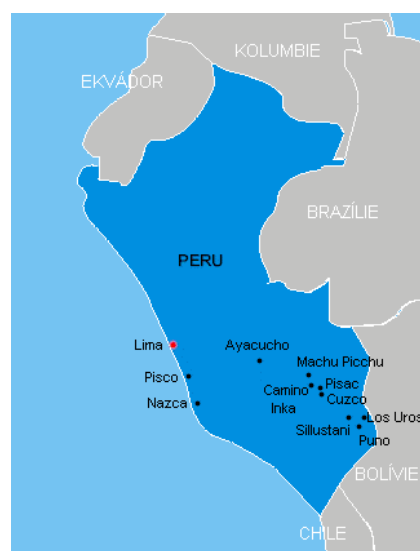 KOLUMBIE
EKVÁDOR
BRAZÍLIE
PERU
Lima
Ayacucho
Machu Picchu
Pisco
Pisac
Camino
Cuzco
Nazca
Inka
Los Uros
Sillustani
Puno
BOLÍVIE
CHILE